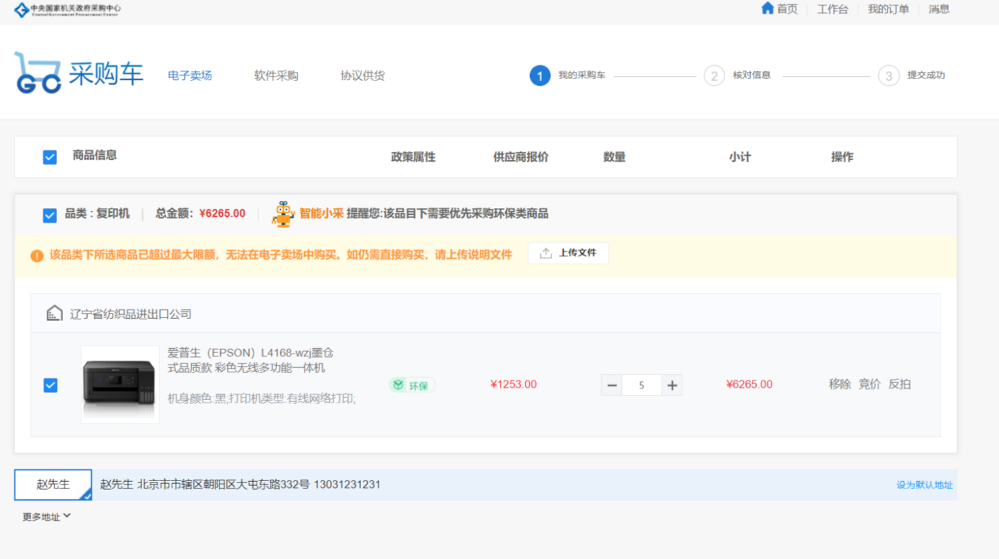 中央国家机关政府采购中心
Central Government Procurement Center
首页 工作台 我的订单 消息
采购车 电子卖场 软件采购 协议供货 1 我的采购车 2 核对信息 3 提交成功
商品信息 政策属性 供应商报价 数量 小计 操作
品类 : 复印机 总金额: ¥6265.00 智能小采 提醒您:该品目下需要优先采购环保类商品
该品类下所选商品已超过最大限额，无法在电子卖场中购买。如仍需直接购买，请上传说明文件 上传文件
辽宁省纺织品进出口公司
爱普生（EPSON）L4168-wzj墨仓
式品质款 彩色无线多功能一体机
环保 ¥1253.00 5 ¥6265.00 移除 竞价 反拍
机身颜色:黑;打印机类型:有线网络打印;
赵先生 赵先生 北京市市辖区朝阳区大屯东路332号 13031231231 设为默认地址
更多地址